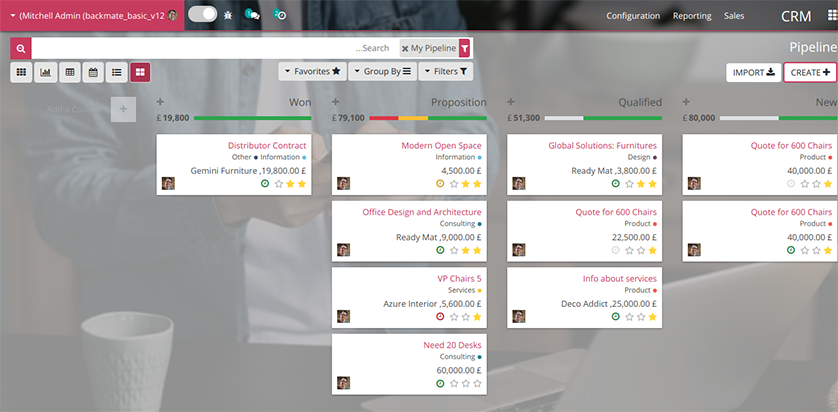 (Mitchell Admin (backmate_basic_v12
Configuration Reporting Sales CRM
...Search
My Pipeline
Pipeline
Favorites Group By Filters
IMPORT CREATE
Add a
Won
£ 19,800
Distributor Contract
Other Information
Gemini Furniture ,19,800.00 £
Proposition
£ 79,100
Modern Open Space
Information
4,500.00 £
Office Design and Architecture
Consulting
Ready Mat ,9,000.00 £
VP Chairs 5
Services
Azure Interior ,5,600.00 £
Need 20 Desks
Consulting
60,000.00 £
Qualified
£ 51,300
Global Solutions: Furnitures
Design
Ready Mat ,3,800.00 £
Quote for 600 Chairs
Product
22,500.00 £
Info about services
Product
Deco Addict ,25,000.00 £
New
£ 80,000
Quote for 600 Chairs
Product
40,000.00 £
Quote for 600 Chairs
Product
40,000.00 £